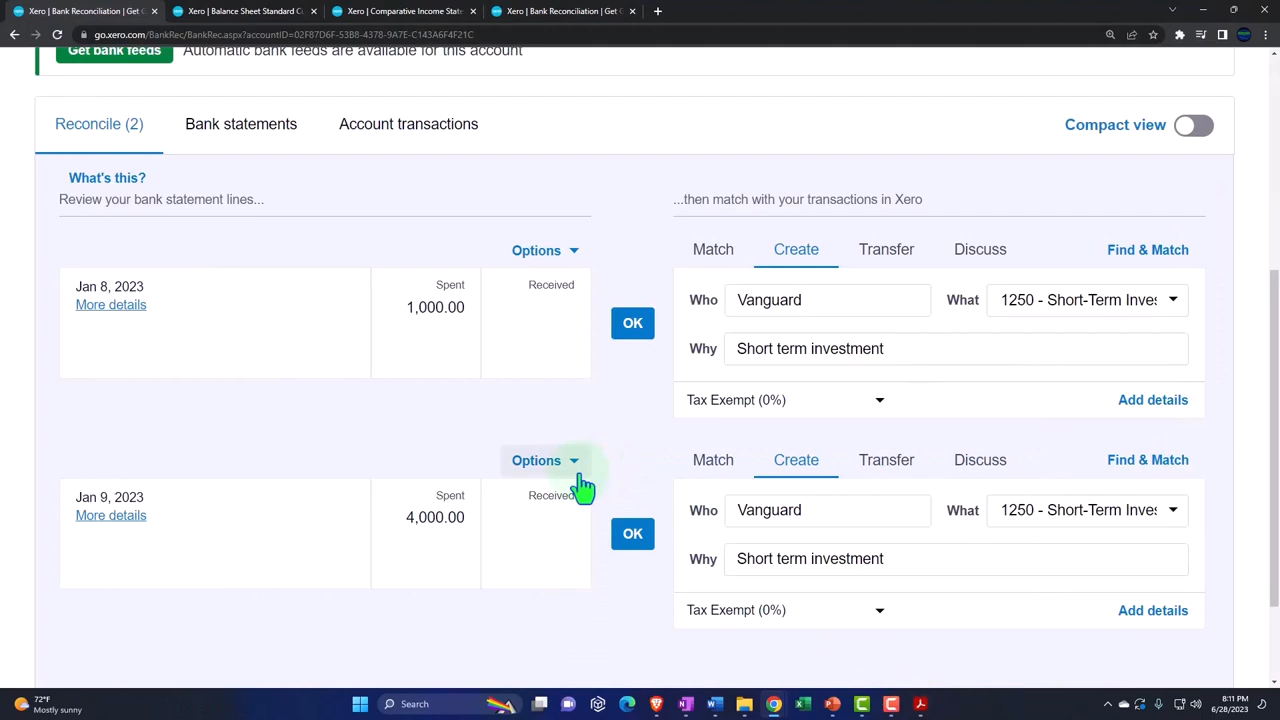 Xero | Bank Reconciliation | Get
Xero | Balance Sheet Standard Cu
Xero | Comparative Income State
Xero | Bank Reconciliation | Get
go.xero.com/BankRec/BankRec.aspx?accountID=02F87D6F-53B8-4378-9A7E-C143A6F4F21C
Get bank feeds Automatic bank feeds are available for this account
Reconcile (2) Bank statements Account transactions Compact view
What's this?
Review your bank statement lines... ...then match with your transactions in Xero
Options Match Create Transfer Discuss Find & Match
Jan 8, 2023 Spent Received
More details 1,000.00
OK
Who Vanguard What 1250 - Short-Term Inves
Why Short term investment
Tax Exempt (0%) Add details
Options Match Create Transfer Discuss Find & Match
Jan 9, 2023 Spent Received
More details 4,000.00
OK
Who Vanguard What 1250 - Short-Term Inves
Why Short term investment
Tax Exempt (0%) Add details
72°F
Mostly sunny
Search
8:11 PM
6/28/2023